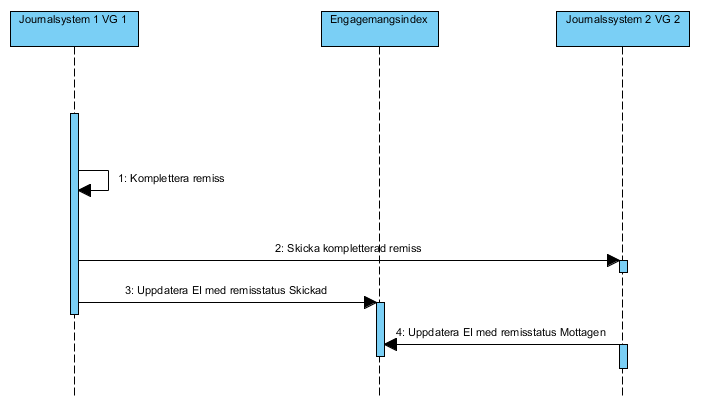 Journalsystem 1 VG 1
Engagemangsindex
Journalssystem 2 VG 2
1: Komplettera remiss
2: Skicka kompletterad remiss
3: Uppdatera EI med remisstatus Skickad
4: Uppdatera EI med remisstatus Mottagen